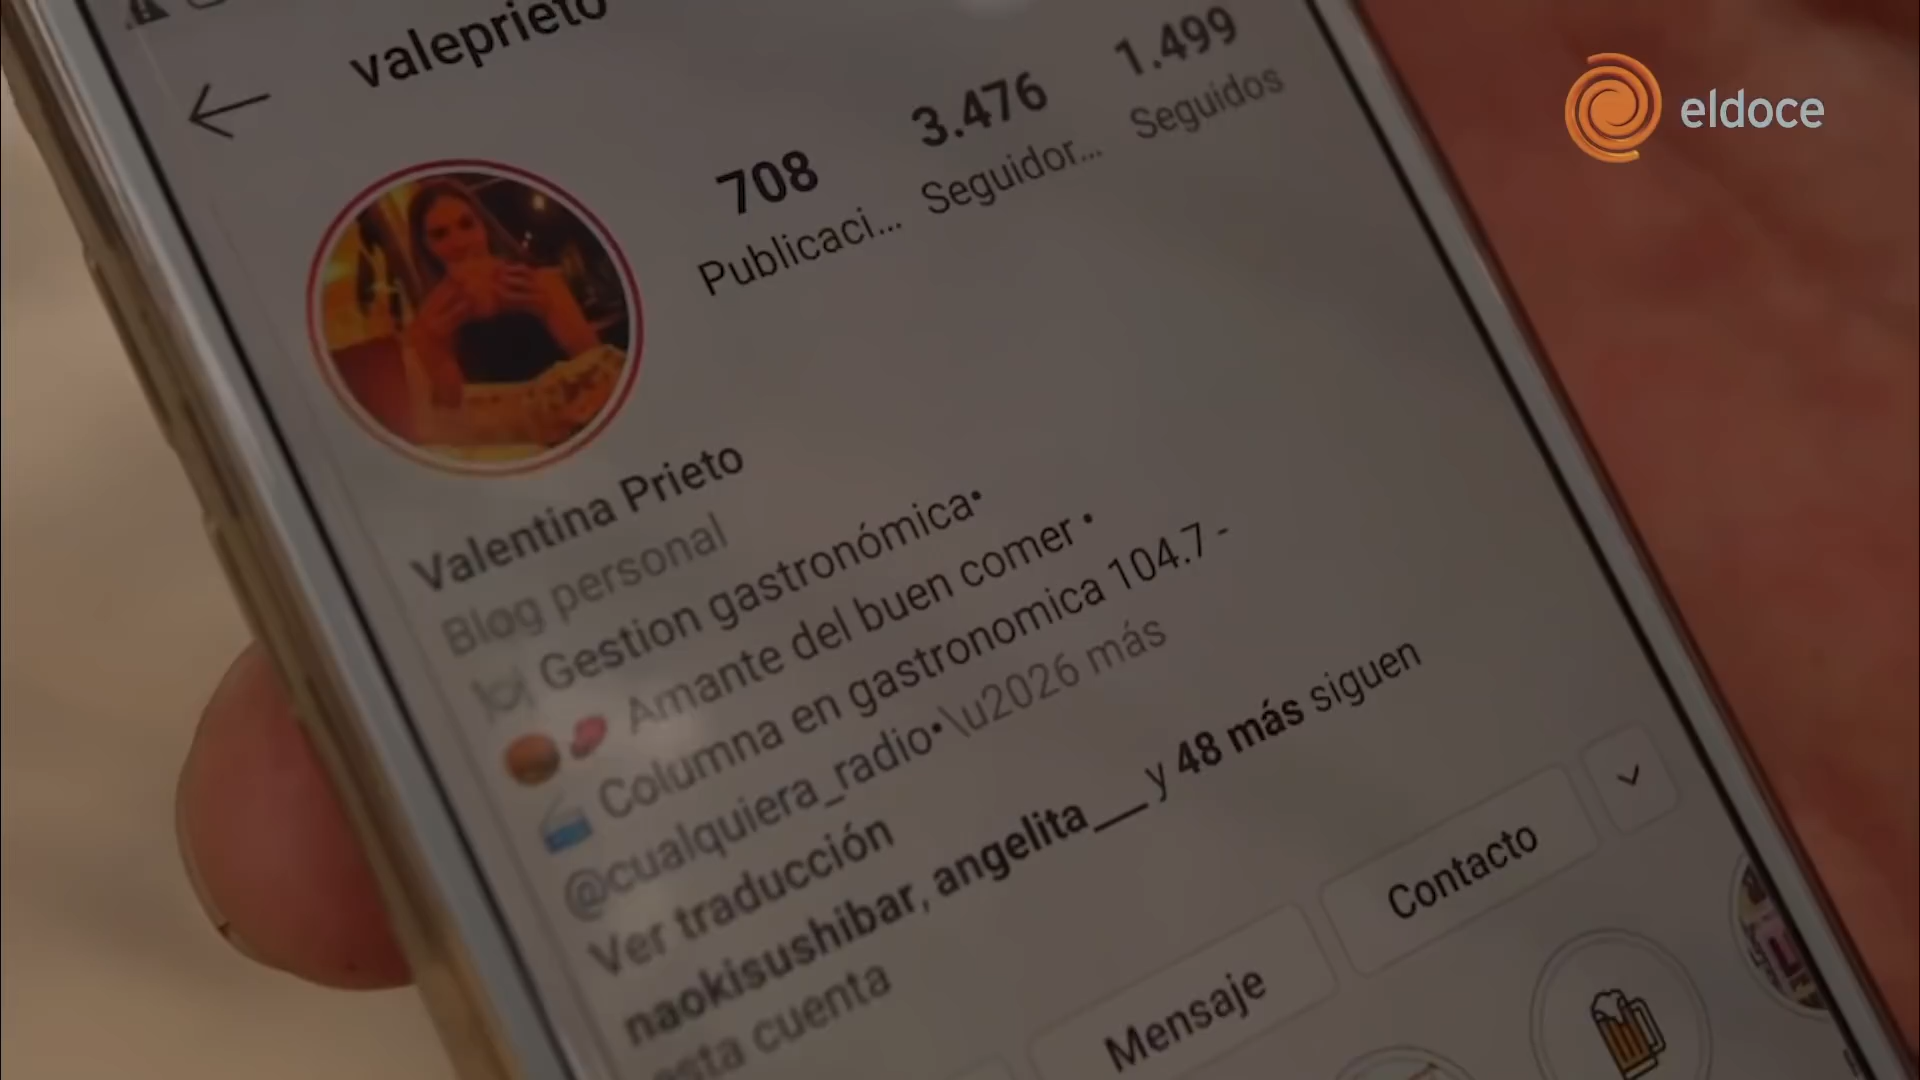 valeprieto
708
Publicaci...
3.476
Seguidor...
1.499
Seguidos
eldoce
Valentina Prieto
Blog personal
Gestion gastronómica•
Amante del buen comer •
Columna en gastronomica 104.7 -
@cualquiera_radio•\u2026 más
Ver traducción
naokisushibar, angelita___ y 48 más siguen
esta cuenta
Mensaje
Contacto